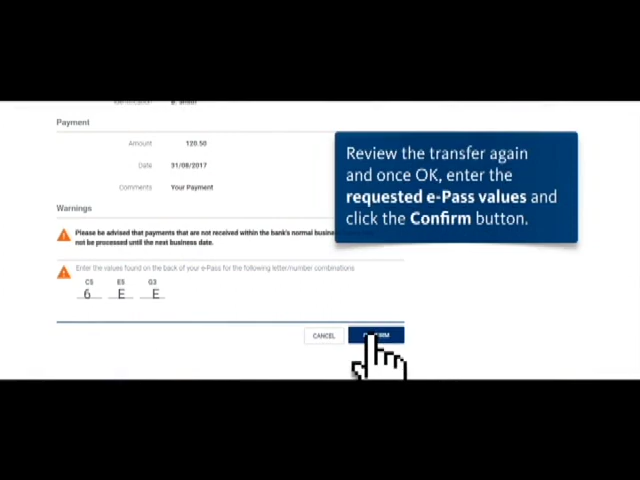 Payment
Amount 120.50
Date 31/08/2017
Comments Your Payment
Warnings
Please be advised that payments that are not received within the bank's normal
not be processed until the next business date.
Enter the values found on the back of your e-Pass for the following letter/number combinations
C5 E5 G3
6 E E
CANCEL
Review the transfer again
and once OK, enter the
requested e-Pass values and
click the Confirm button.